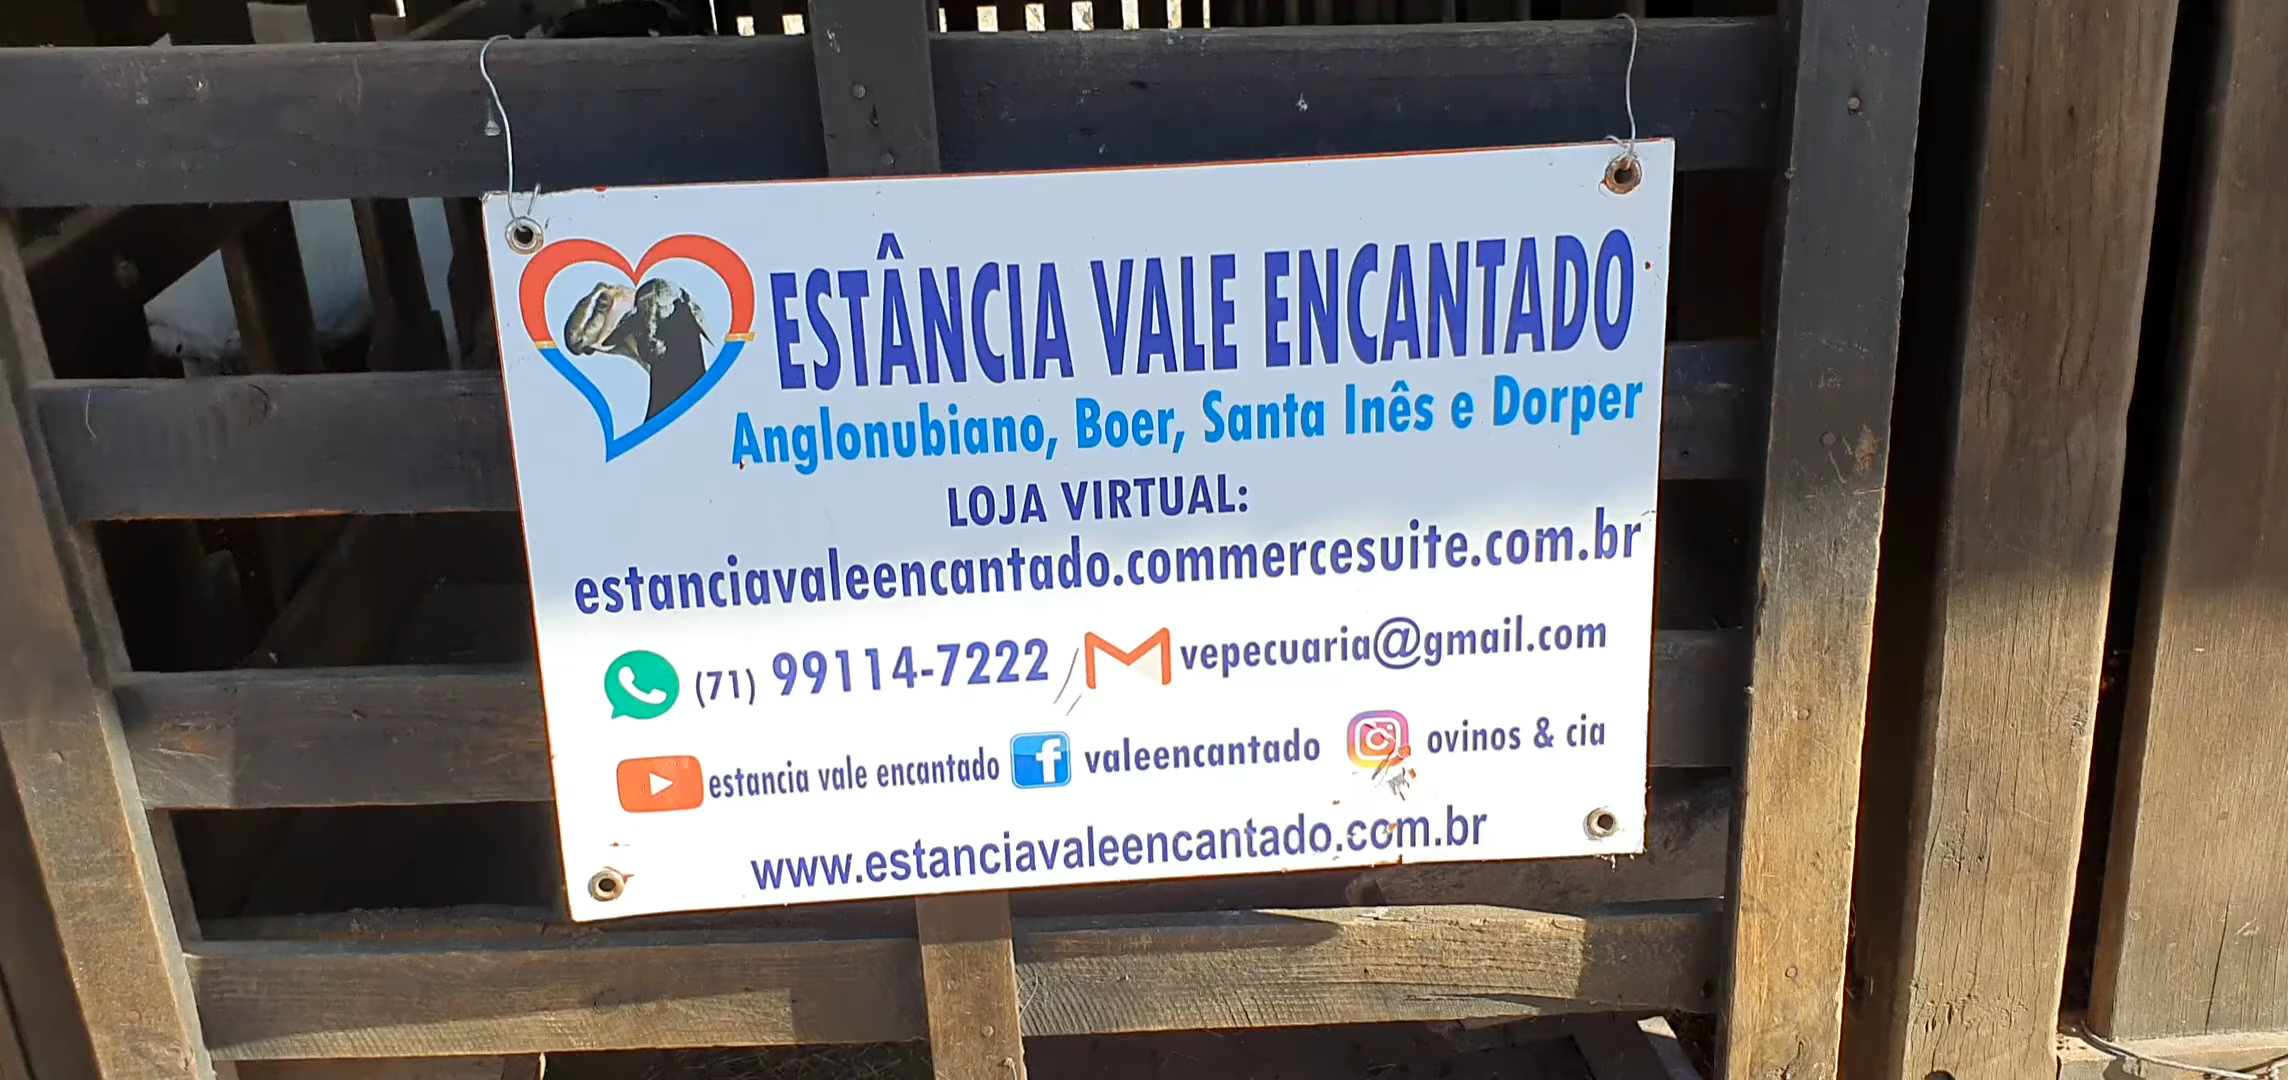 ESTÂNCIA VALE ENCANTADO
Anglonubiano, Boer, Santa Inês e Dorper
LOJA VIRTUAL:
estanciavaleencantado.commercesuite.com.br
(71) 99114-7222 / vepecuaria@gmail.com
estancia vale encantado valeencantado ovinos & cia
www.estanciavaleencantado.com.br